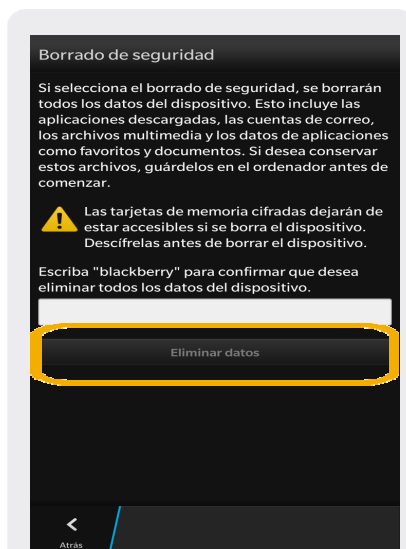 Borrado de seguridad
Si selecciona el borrado de seguridad, se borrarán
todos los datos del dispositivo. Esto incluye las
aplicaciones descargadas, las cuentas de correo,
los archivos multimedia y los datos de aplicaciones
como favoritos y documentos. Si desea conservar
estos archivos, guárdelos en el ordenador antes de
comenzar.
Las tarjetas de memoria cifradas dejarán de
estar accesibles si se borra el dispositivo.
Descífrelas antes de borrar el dispositivo.
Escriba "blackberry" para confirmar que desea
eliminar todos los datos del dispositivo.
Eliminar datos
Atrás